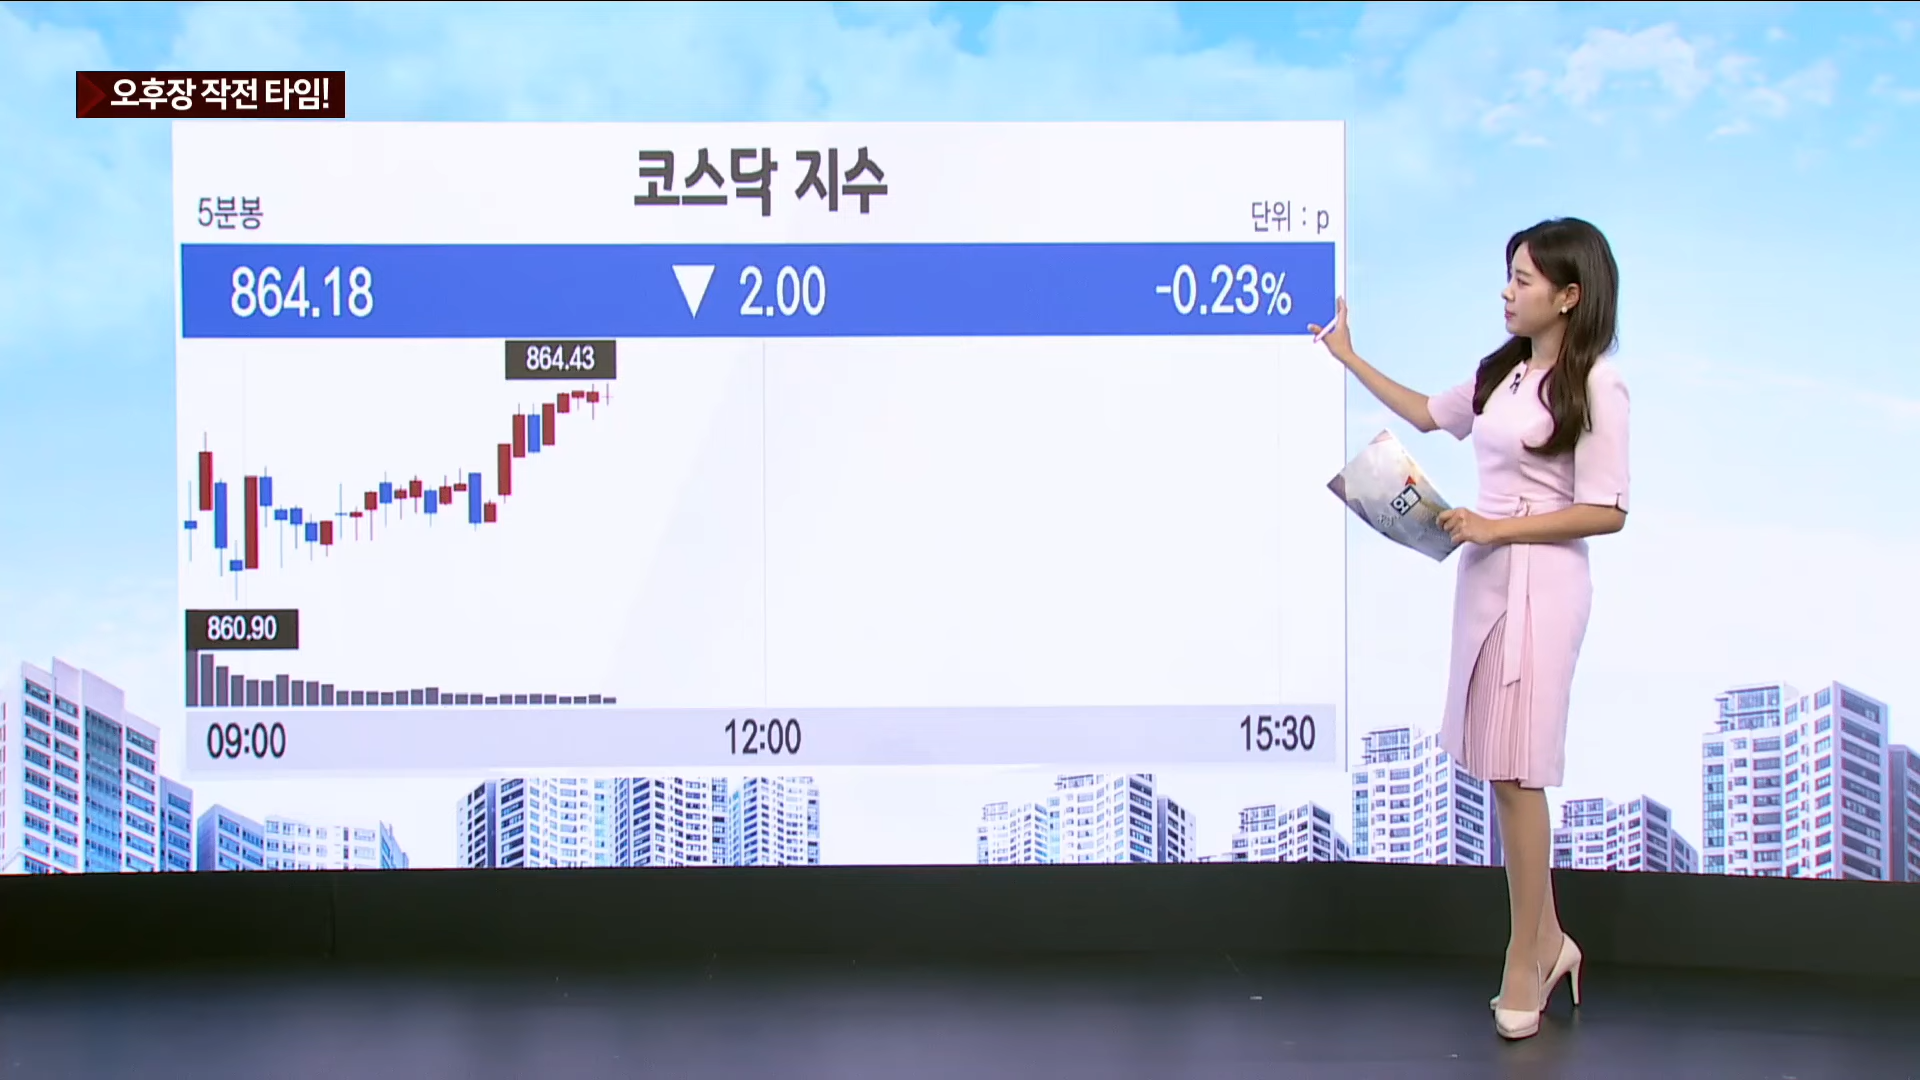 오후장 작전 타임!
코스닥 지수
5분봉
단위 : p
864.18 ▼ 2.00 -0.23%
864.43
860.90
09:00 12:00 15:30